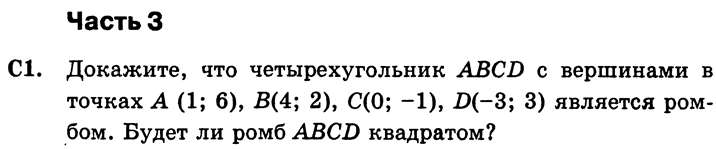 Часть 3
С1. Докажите, что четырехугольник ABCD с вершинами в
точках A (1; 6), B(4; 2), C(0; −1), D(−3; 3) является ром-
бом. Будет ли ромб ABCD квадратом?